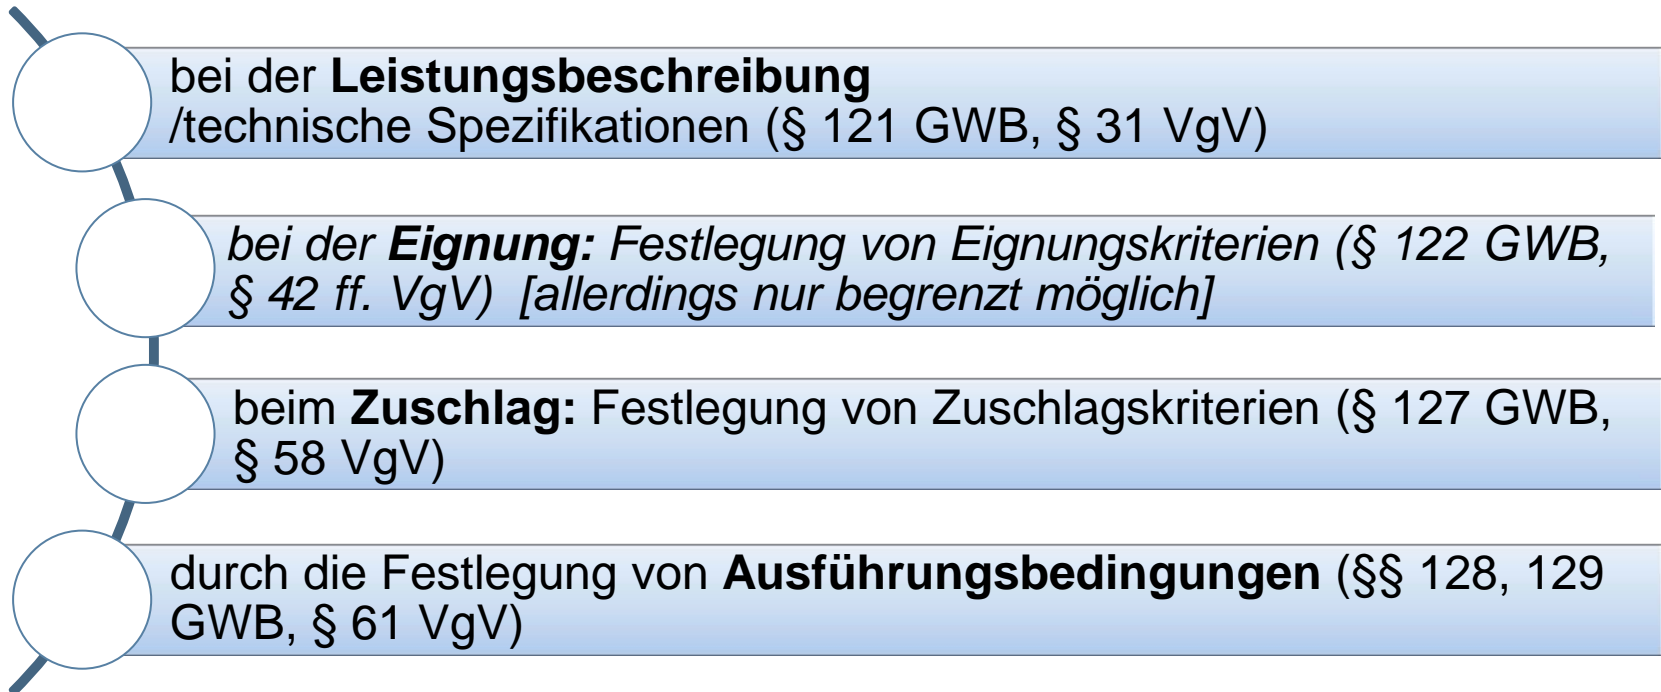 bei der Leistungsbeschreibung
/technische Spezifikationen (§ 121 GWB, § 31 VgV)
bei der Eignung: Festlegung von Eignungskriterien (§ 122 GWB,
§ 42 ff. VgV) [allerdings nur begrenzt möglich]
beim Zuschlag: Festlegung von Zuschlagskriterien (§ 127 GWB,
§ 58 VgV)
durch die Festlegung von Ausführungsbedingungen (§§ 128, 129
GWB, § 61 VgV)